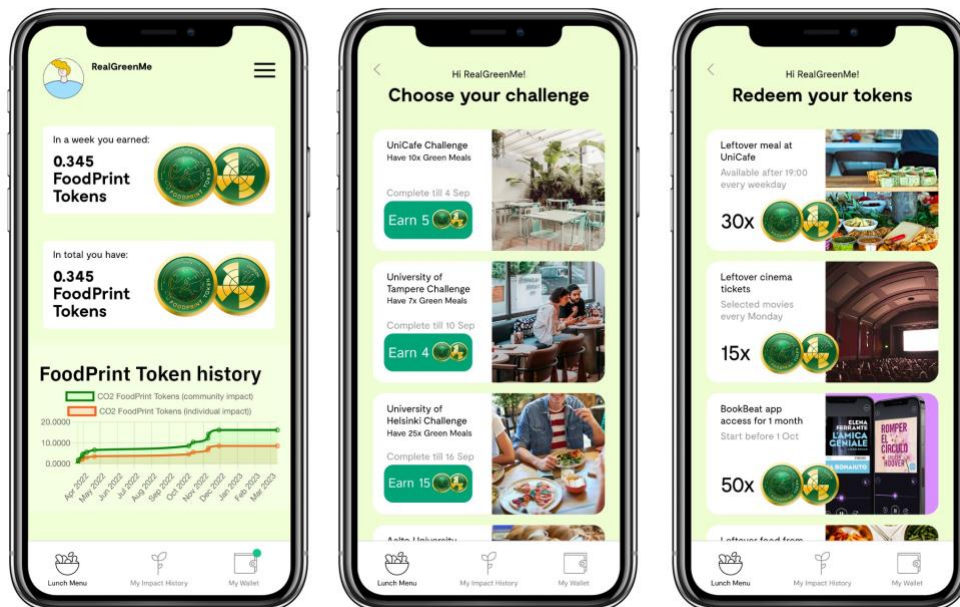 RealGreenMe
In a week you earned:
0.345
FoodPrint
Tokens
In total you have:
0.345
FoodPrint
Tokens
FoodPrint Token history
CO2 FoodPrint Tokens (community impact)
CO2 FoodPrint Tokens (individual impact))
20.0000
10.0000
0.0000
Apr 2022
May 2022
Jun 2022
Jul 2022
Aug 2022
Sep 2022
Oct 2022
Nov 2022
Dec 2022
Jan 2023
Feb 2023
Mar 2023
Lunch Menu
My Impact History
My Wallet
Hi RealGreenMe!
Choose your challenge
UniCafe Challenge
Have 10x Green Meals
Complete till 4 Sep
Earn 5
University of
Tampere Challenge
Have 7x Green Meals
Complete till 10 Sep
Earn 4
University of
Helsinki Challenge
Have 25x Green Meals
Complete till 16 Sep
Earn 15
Aalto University
Lunch Menu
My Impact History
My Wallet
Hi RealGreenMe!
Redeem your tokens
Leftover meal at
UniCafe
Available after 19:00
every weekday
30x
Leftover cinema
tickets
Selected movies
every Monday
15x
BookBeat app
access for 1 month
Start before 1 Oct
50x
ELENA
FERRANTE
L'AMICA
GENIALE
ROMPER
EL
CÍRCULO
HOOVER
Leftover food from
Lunch Menu
My Impact History
My Wallet